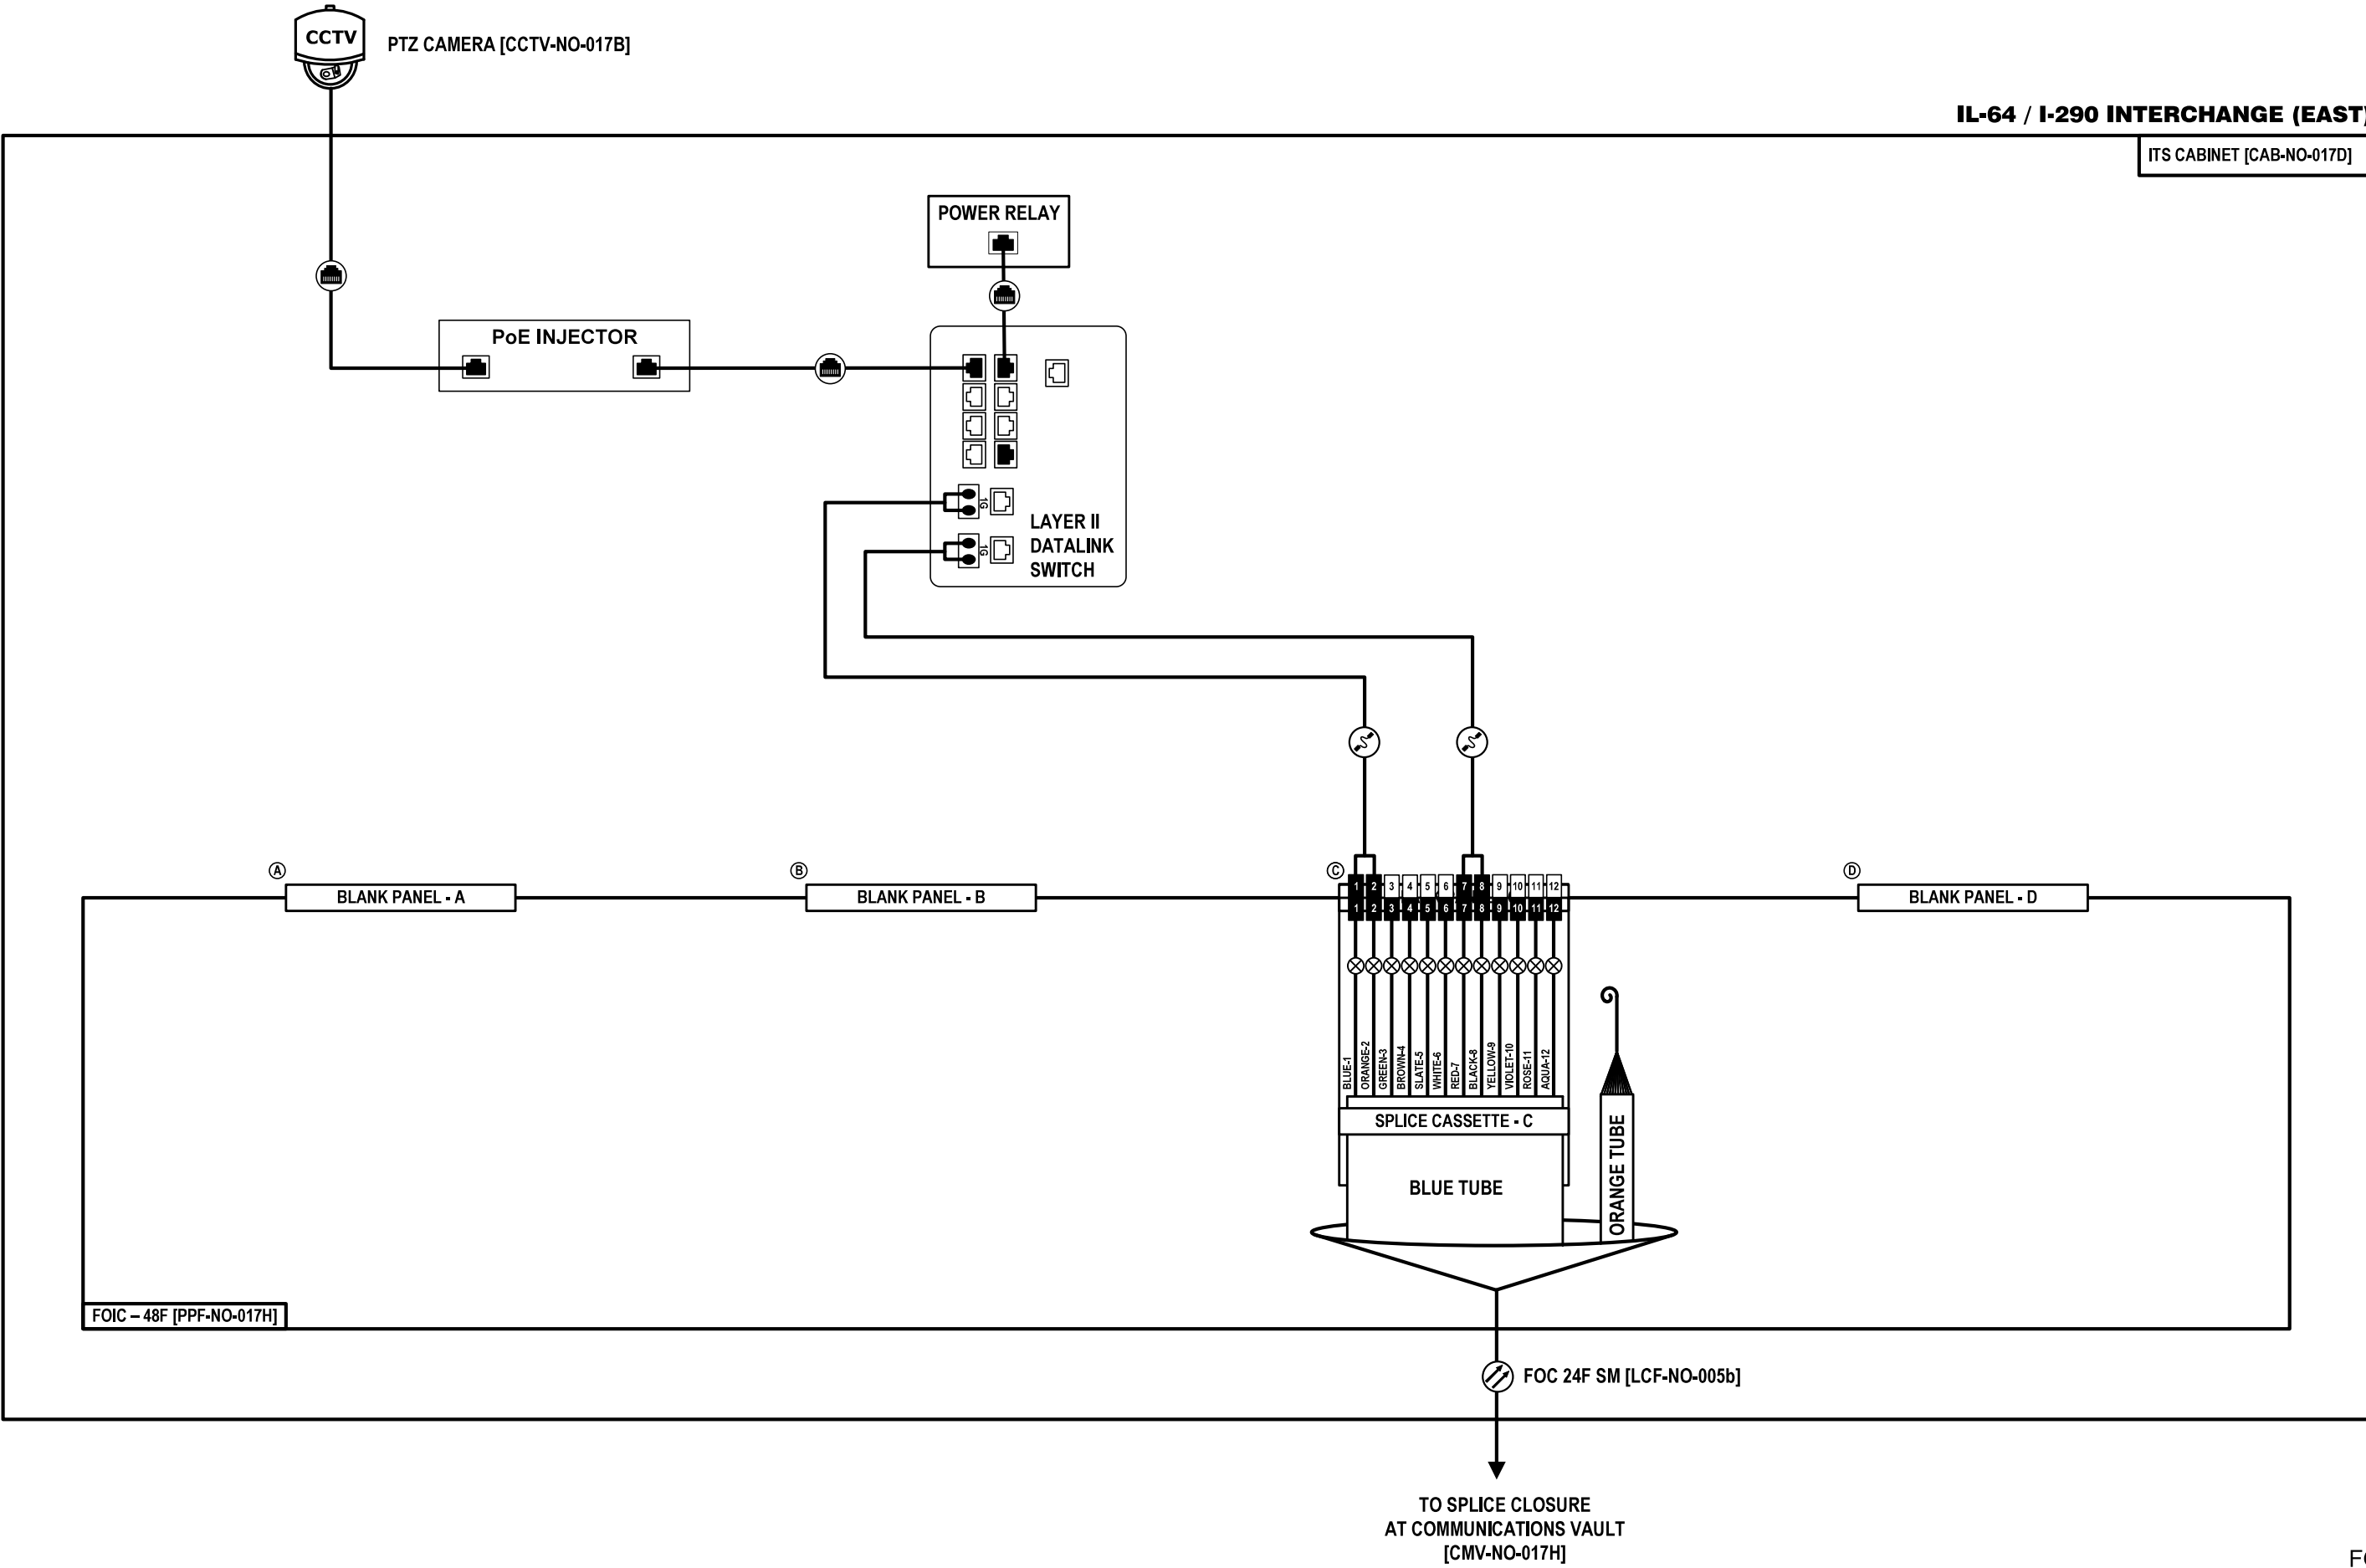 CCTV
PTZ CAMERA [CCTV-NO-017B]
IL-64 / I-290 INTERCHANGE (EAST)
ITS CABINET [CAB-NO-017D]
POWER RELAY
PoE INJECTOR
1G
1G
LAYER II
DATALINK
SWITCH
A
BLANK PANEL - A
B
BLANK PANEL - B
C
1 2 3 4 5 6 7 8 9 10 11 12
1 2 3 4 5 6 7 8 9 10 11 12
D
BLANK PANEL - D
BLUE-1
ORANGE-2
GREEN-3
BROWN-4
SLATE-5
WHITE-6
RED-7
BLACK-8
YELLOW-9
VIOLET-10
ROSE-11
AQUA-12
SPLICE CASSETTE - C
BLUE TUBE
ORANGE TUBE
FOIC – 48F [PPF-NO-017H]
FOC 24F SM [LCF-NO-005b]
TO SPLICE CLOSURE
AT COMMUNICATIONS VAULT
[CMV-NO-017H]